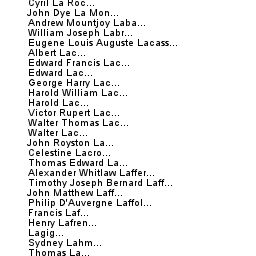 Cyril La Roc...
John Dye La Mon...
Andrew Mountjoy Laba...
William Joseph Labr...
Eugene Louis Auguste Lacass...
Albert Lac...
Edward Francis Lac...
Edward Lac...
George Harry Lac...
Harold William Lac...
Harold Lac...
Victor Rupert Lac...
Walter Thomas Lac...
Walter Lac...
John Royston La...
Celestine Lacro...
Thomas Edward La...
Alexander Whitlaw Laffer...
Timothy Joseph Bernard Laff...
John Matthew Laff...
Philip D'Auvergne Laffol...
Francis Laf...
Henry Lafren...
Lagig...
Sydney Lahm...
Thomas La...